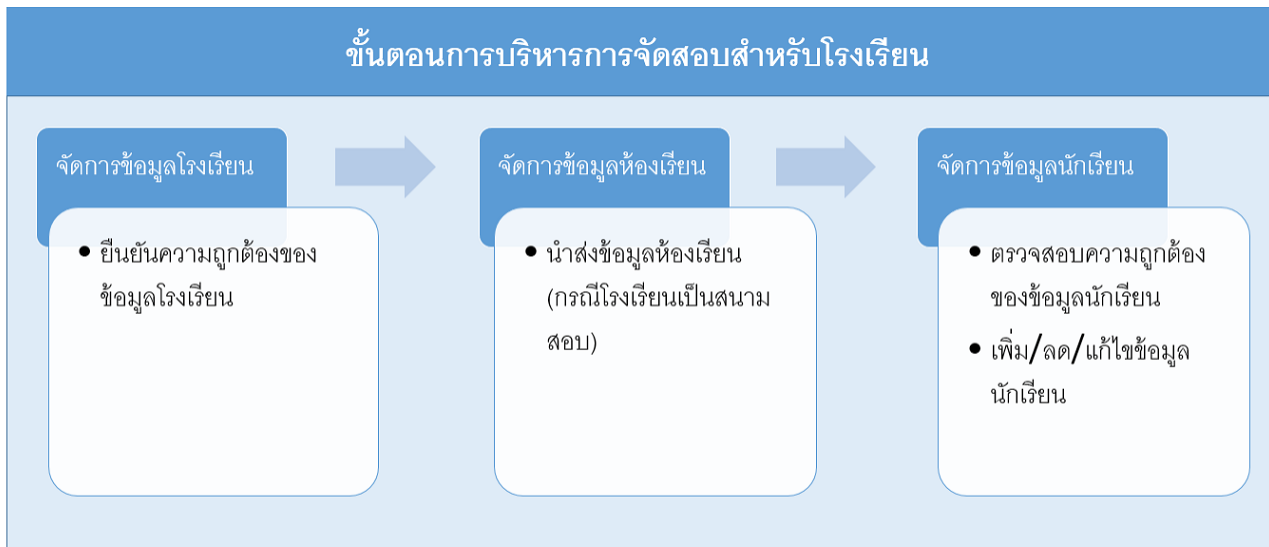 ขั้นตอนการบริหารการจัดสอบสำหรับโรงเรียน
จัดการข้อมูลโรงเรียน
• ยืนยันความถูกต้องของ
ข้อมูลโรงเรียน
จัดการข้อมูลห้องเรียน
• นำส่งข้อมูลห้องเรียน
(กรณีโรงเรียนเป็นสนาม
สอบ)
จัดการข้อมูลนักเรียน
• ตรวจสอบความถูกต้อง
ของข้อมูลนักเรียน
• เพิ่ม/ลด/แก้ไขข้อมูล
นักเรียน